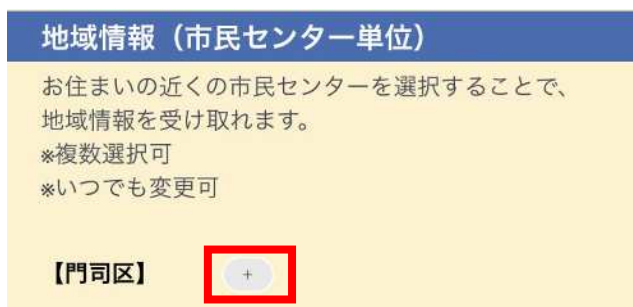 地域情報（市民センター単位）
お住まいの近くの市民センターを選択することで、
地域情報を受け取れます。
※複数選択可
※いつでも変更可
【門司区】 +